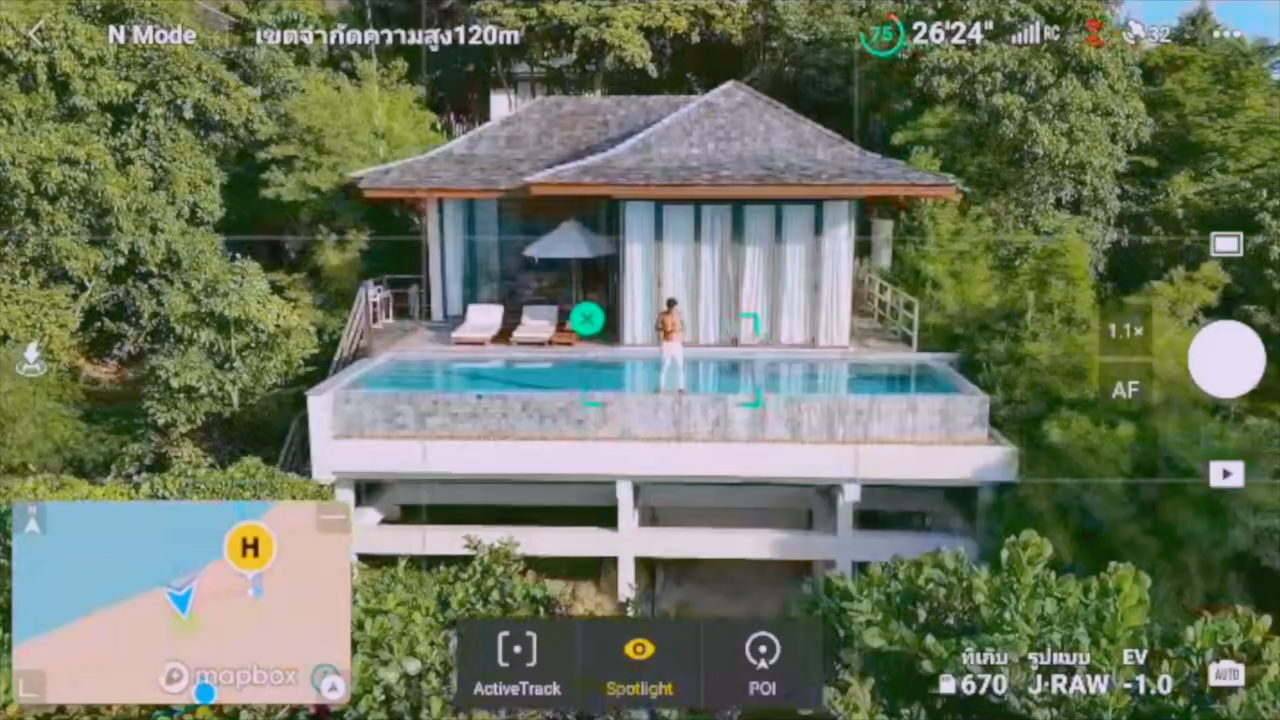 N Mode
เขตจำกัดความสูง120m
75
26'24"
RC
32
1.1×
AF
N
H
mapbox
ActiveTrack
Spotlight
POI
ที่เก็บ
670
รูปแบบ
J·RAW
EV
-1.0
AUTO